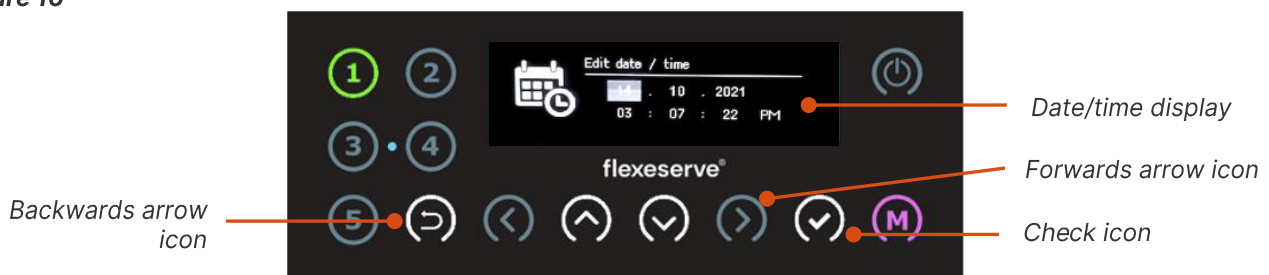 1
2
Edit date / time
14 . 10 . 2021
03 : 07 : 22 PM
Date/time display
3
4
flexeserve®
Forwards arrow icon
Backwards arrow
icon
5
M
Check icon